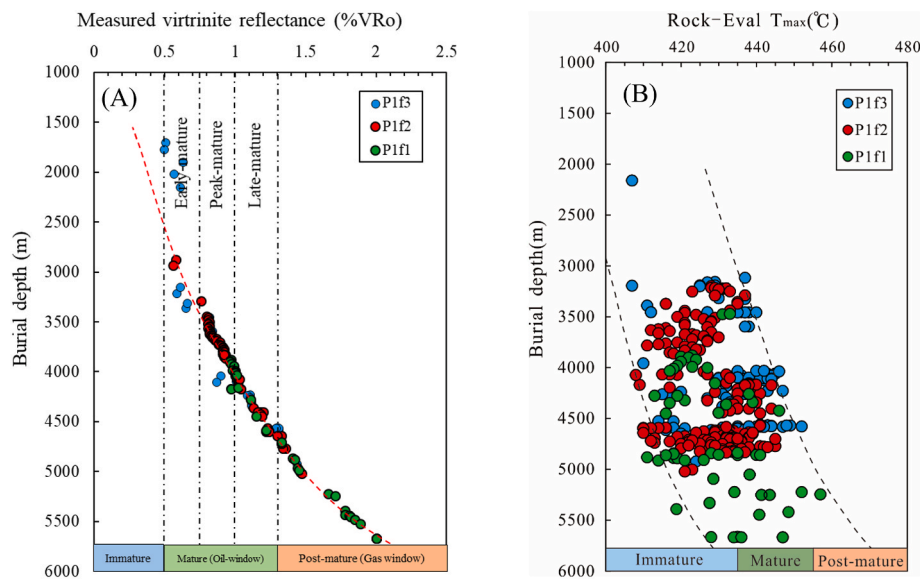 Measured virtrinite reflectance (%VRo)
0 0.5 1 1.5 2 2.5
1000
1500
2000
2500
3000
3500
4000
4500
5000
5500
6000
Burial depth (m)
(A)
P1f3
P1f2
P1f1
Early-mature
Peak-mature
Late-mature
Immature
Mature (Oil-window)
Post-mature (Gas window)
Rock-Eval Tmax(℃)
400 420 440 460 480
1000
1500
2000
2500
3000
3500
4000
4500
5000
5500
6000
Burial depth(m)
(B)
P1f3
P1f2
P1f1
Immature
Mature
Post-mature